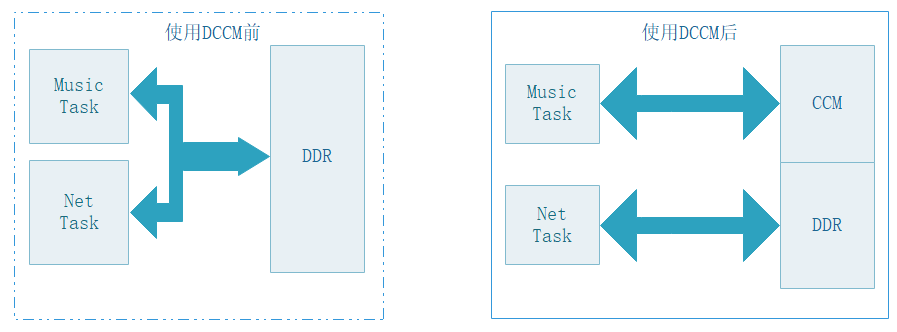 使用DCCM前
Music
Task
Net
Task
DDR
使用DCCM后
Music
Task
Net
Task
CCM
DDR